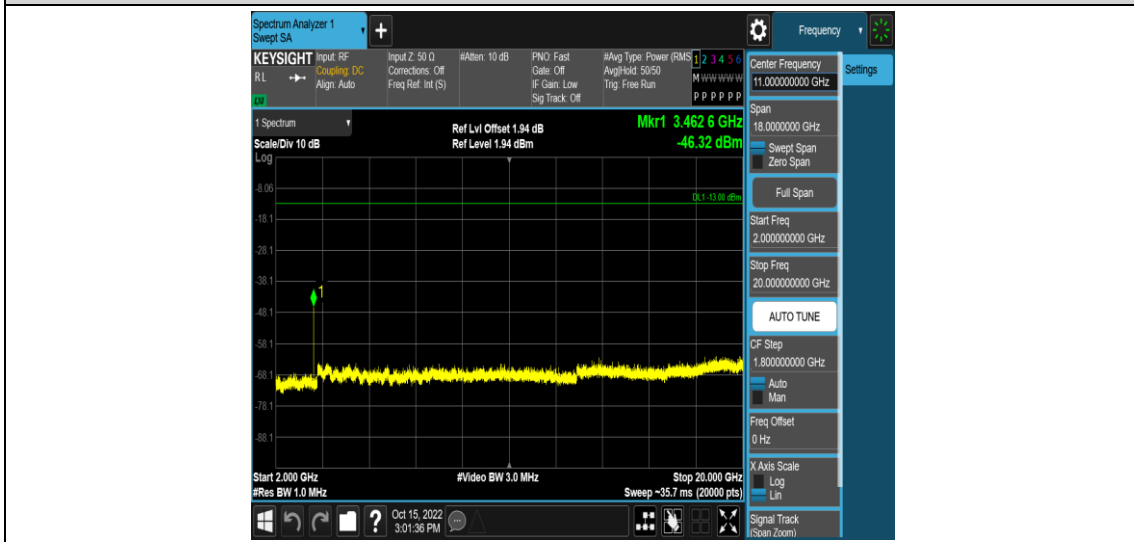 Spectrum Analyzer 1
Swept SA
+
Frequency
KEYSIGHT
RL
Input: RF
Coupling: DC
Align: Auto
Input Z: 50 Ω
Corrections: Off
Freq Ref: Int (S)
#Atten: 10 dB
PNO: Fast
Gate: Off
IF Gain: Low
Sig Track: Off
#Avg Type: Power (RMS
Avg|Hold: 50/50
Trig: Free Run
1 2 3 4 5 6
M W W W W W
P P P P P P
1 Spectrum
Scale/Div 10 dB
Log
Ref Lvl Offset 1.94 dB
Ref Level 1.94 dBm
Mkr1 3.462 6 GHz
-46.32 dBm
-8.06
DL1 -13.00 dBm
-18.1
-28.1
-38.1
1
-48.1
-58.1
-68.1
-78.1
-88.1
Start 2.000 GHz
#Res BW 1.0 MHz
#Video BW 3.0 MHz
Stop 20.000 GHz
Sweep ~35.7 ms (20000 pts)
Center Frequency
11.000000000 GHz
Settings
Span
18.0000000 GHz
Swept Span
Zero Span
Full Span
Start Freq
2.000000000 GHz
Stop Freq
20.000000000 GHz
AUTO TUNE
CF Step
1.800000000 GHz
Auto
Man
Freq Offset
0 Hz
X Axis Scale
Log
Lin
Signal Track
(Span Zoom)
?
Oct 15, 2022
3:01:36 PM